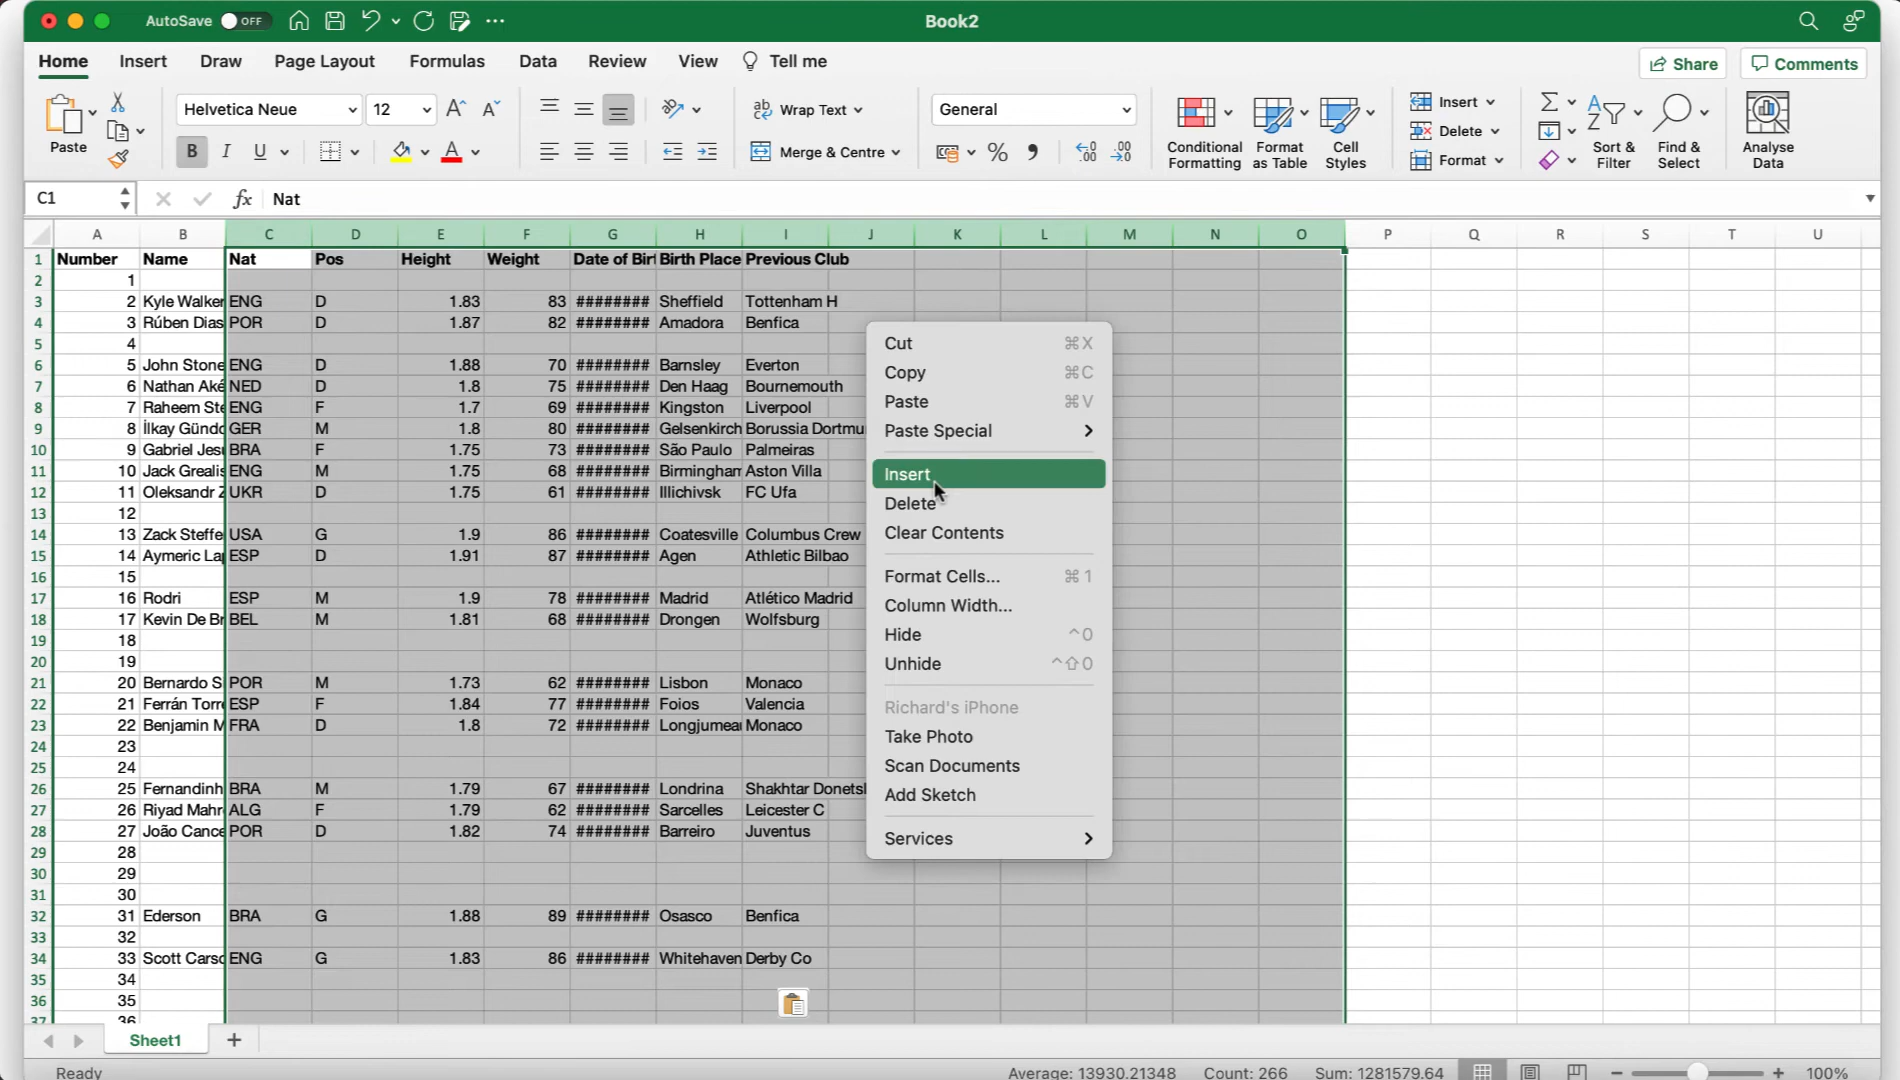 AutoSave OFF Book2
Home Insert Draw Page Layout Formulas Data Review View Tell me Share Comments
Paste Helvetica Neue 12 A A ab Wrap Text General Insert Delete Format
B I U A Merge & Centre % Conditional Formatting Format as Table Cell Styles Sort & Filter Find & Select Analyse Data
C1 fx Nat
A B C D E F G H I J K L M N O P Q R S T U
1 Number Name Nat Pos Height Weight Date of Birt Birth Place Previous Club
2 1
3 2 Kyle Walker ENG D 1.83 83 ######## Sheffield Tottenham H
4 3 Rúben Dias POR D 1.87 82 ######## Amadora Benfica
5 4
6 5 John Stone ENG D 1.88 70 ######## Barnsley Everton
7 6 Nathan Aké NED D 1.8 75 ######## Den Haag Bournemouth
8 7 Raheem Ste ENG F 1.7 69 ######## Kingston Liverpool
9 8 İlkay Gündo GER M 1.8 80 ######## Gelsenkirch Borussia Dortmu
10 9 Gabriel Jesu BRA F 1.75 73 ######## São Paulo Palmeiras
11 10 Jack Grealis ENG M 1.75 68 ######## Birmingham Aston Villa
12 11 Oleksandr Z UKR D 1.75 61 ######## Illichivsk FC Ufa
13 12
14 13 Zack Steffe USA G 1.9 86 ######## Coatesville Columbus Crew
15 14 Aymeric Lap ESP D 1.91 87 ######## Agen Athletic Bilbao
16 15
17 16 Rodri ESP M 1.9 78 ######## Madrid Atlético Madrid
18 17 Kevin De Br BEL M 1.81 68 ######## Drongen Wolfsburg
19 18
20 19
21 20 Bernardo S POR M 1.73 62 ######## Lisbon Monaco
22 21 Ferrán Torre ESP F 1.84 77 ######## Foios Valencia
23 22 Benjamin M FRA D 1.8 72 ######## Longjumeau Monaco
24 23
25 24
26 25 Fernandinh BRA M 1.79 67 ######## Londrina Shakhtar Donetsk
27 26 Riyad Mahr ALG F 1.79 62 ######## Sarcelles Leicester C
28 27 João Cance POR D 1.82 74 ######## Barreiro Juventus
29 28
30 29
31 30
32 31 Ederson BRA G 1.88 89 ######## Osasco Benfica
33 32
34 33 Scott Carso ENG G 1.83 86 ######## Whitehaven Derby Co
35 34
36 35
37 36
Cut ⌘X
Copy ⌘C
Paste ⌘V
Paste Special
Insert
Delete
Clear Contents
Format Cells... ⌘1
Column Width...
Hide ^0
Unhide ^⇧0
Richard's iPhone
Take Photo
Scan Documents
Add Sketch
Services
Sheet1 +
Ready Average: 13930.21348 Count: 266 Sum: 1281579.64 100%